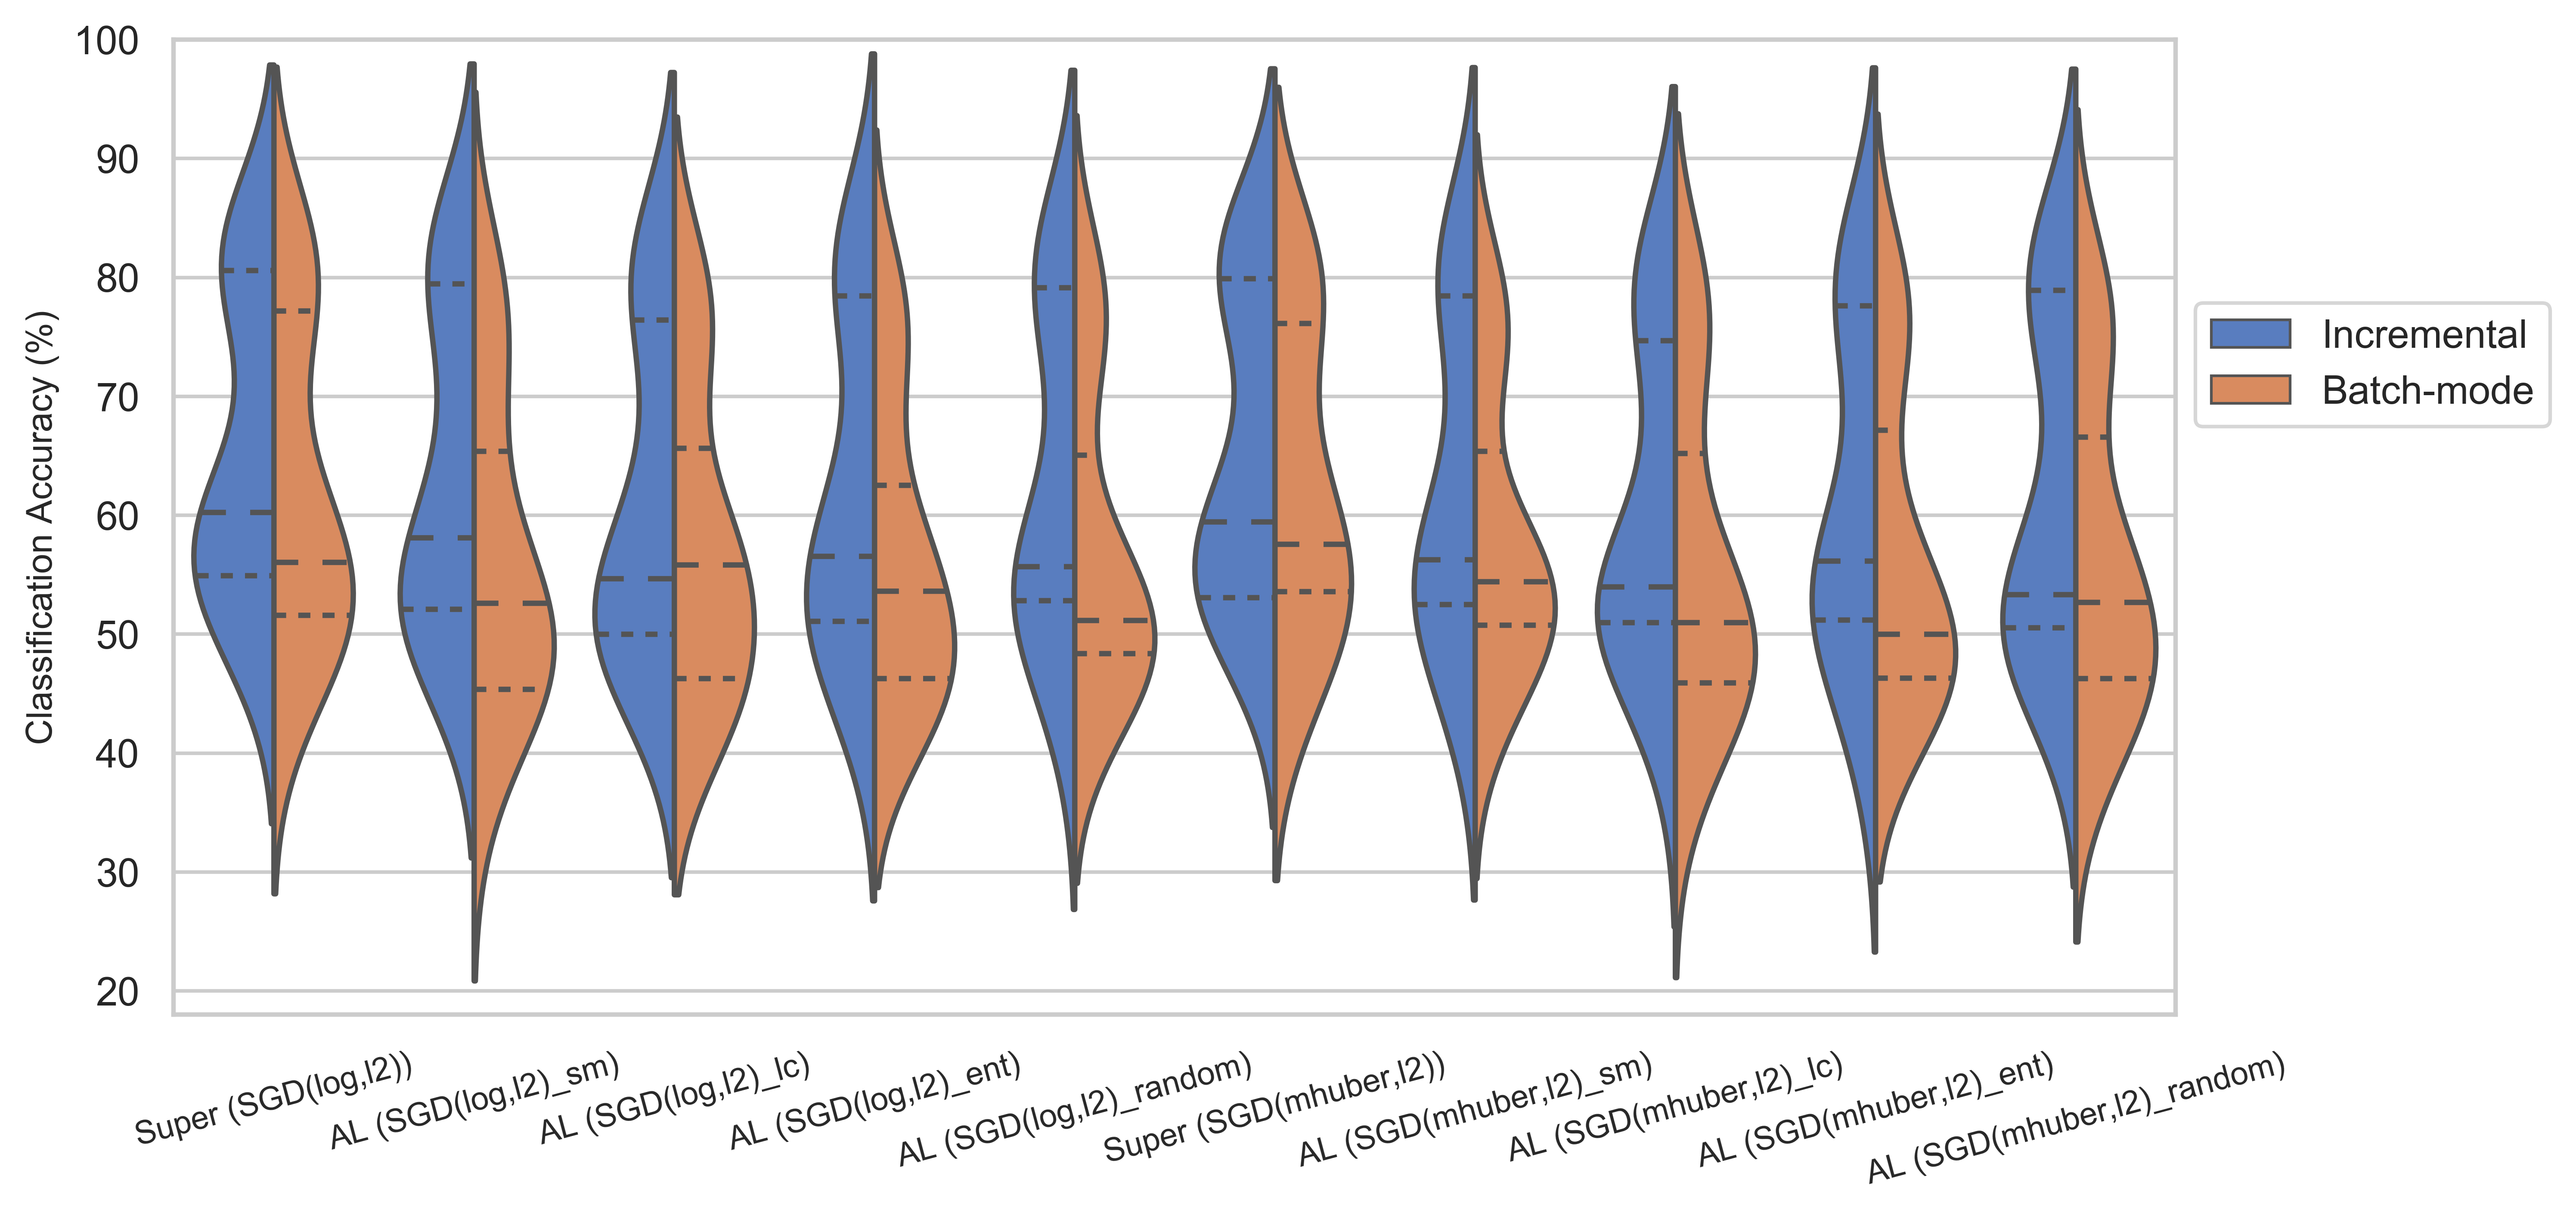 Classification Accuracy (%)
100
90
80
70
60
50
40
30
20
Incremental
Batch-mode
Super (SGD(log,l2))
AL (SGD(log,l2)_sm)
AL (SGD(log,l2)_lc)
AL (SGD(log,l2)_ent)
AL (SGD(log,l2)_random)
Super (SGD(mhuber,l2))
AL (SGD(mhuber,l2)_sm)
AL (SGD(mhuber,l2)_lc)
AL (SGD(mhuber,l2)_ent)
AL (SGD(mhuber,l2)_random)